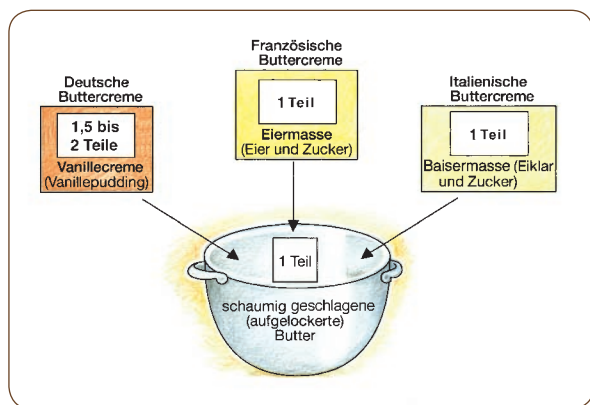 Französische
Buttercreme
1 Teil
Eiermasse
(Eier und Zucker)
Deutsche
Buttercreme
1,5 bis
2 Teile
Vanillecreme
(Vanillepudding)
Italienische
Buttercreme
1 Teil
Baisermasse (Eiklar
und Zucker)
1 Teil
schaumig geschlagene
(aufgelockerte)
Butter